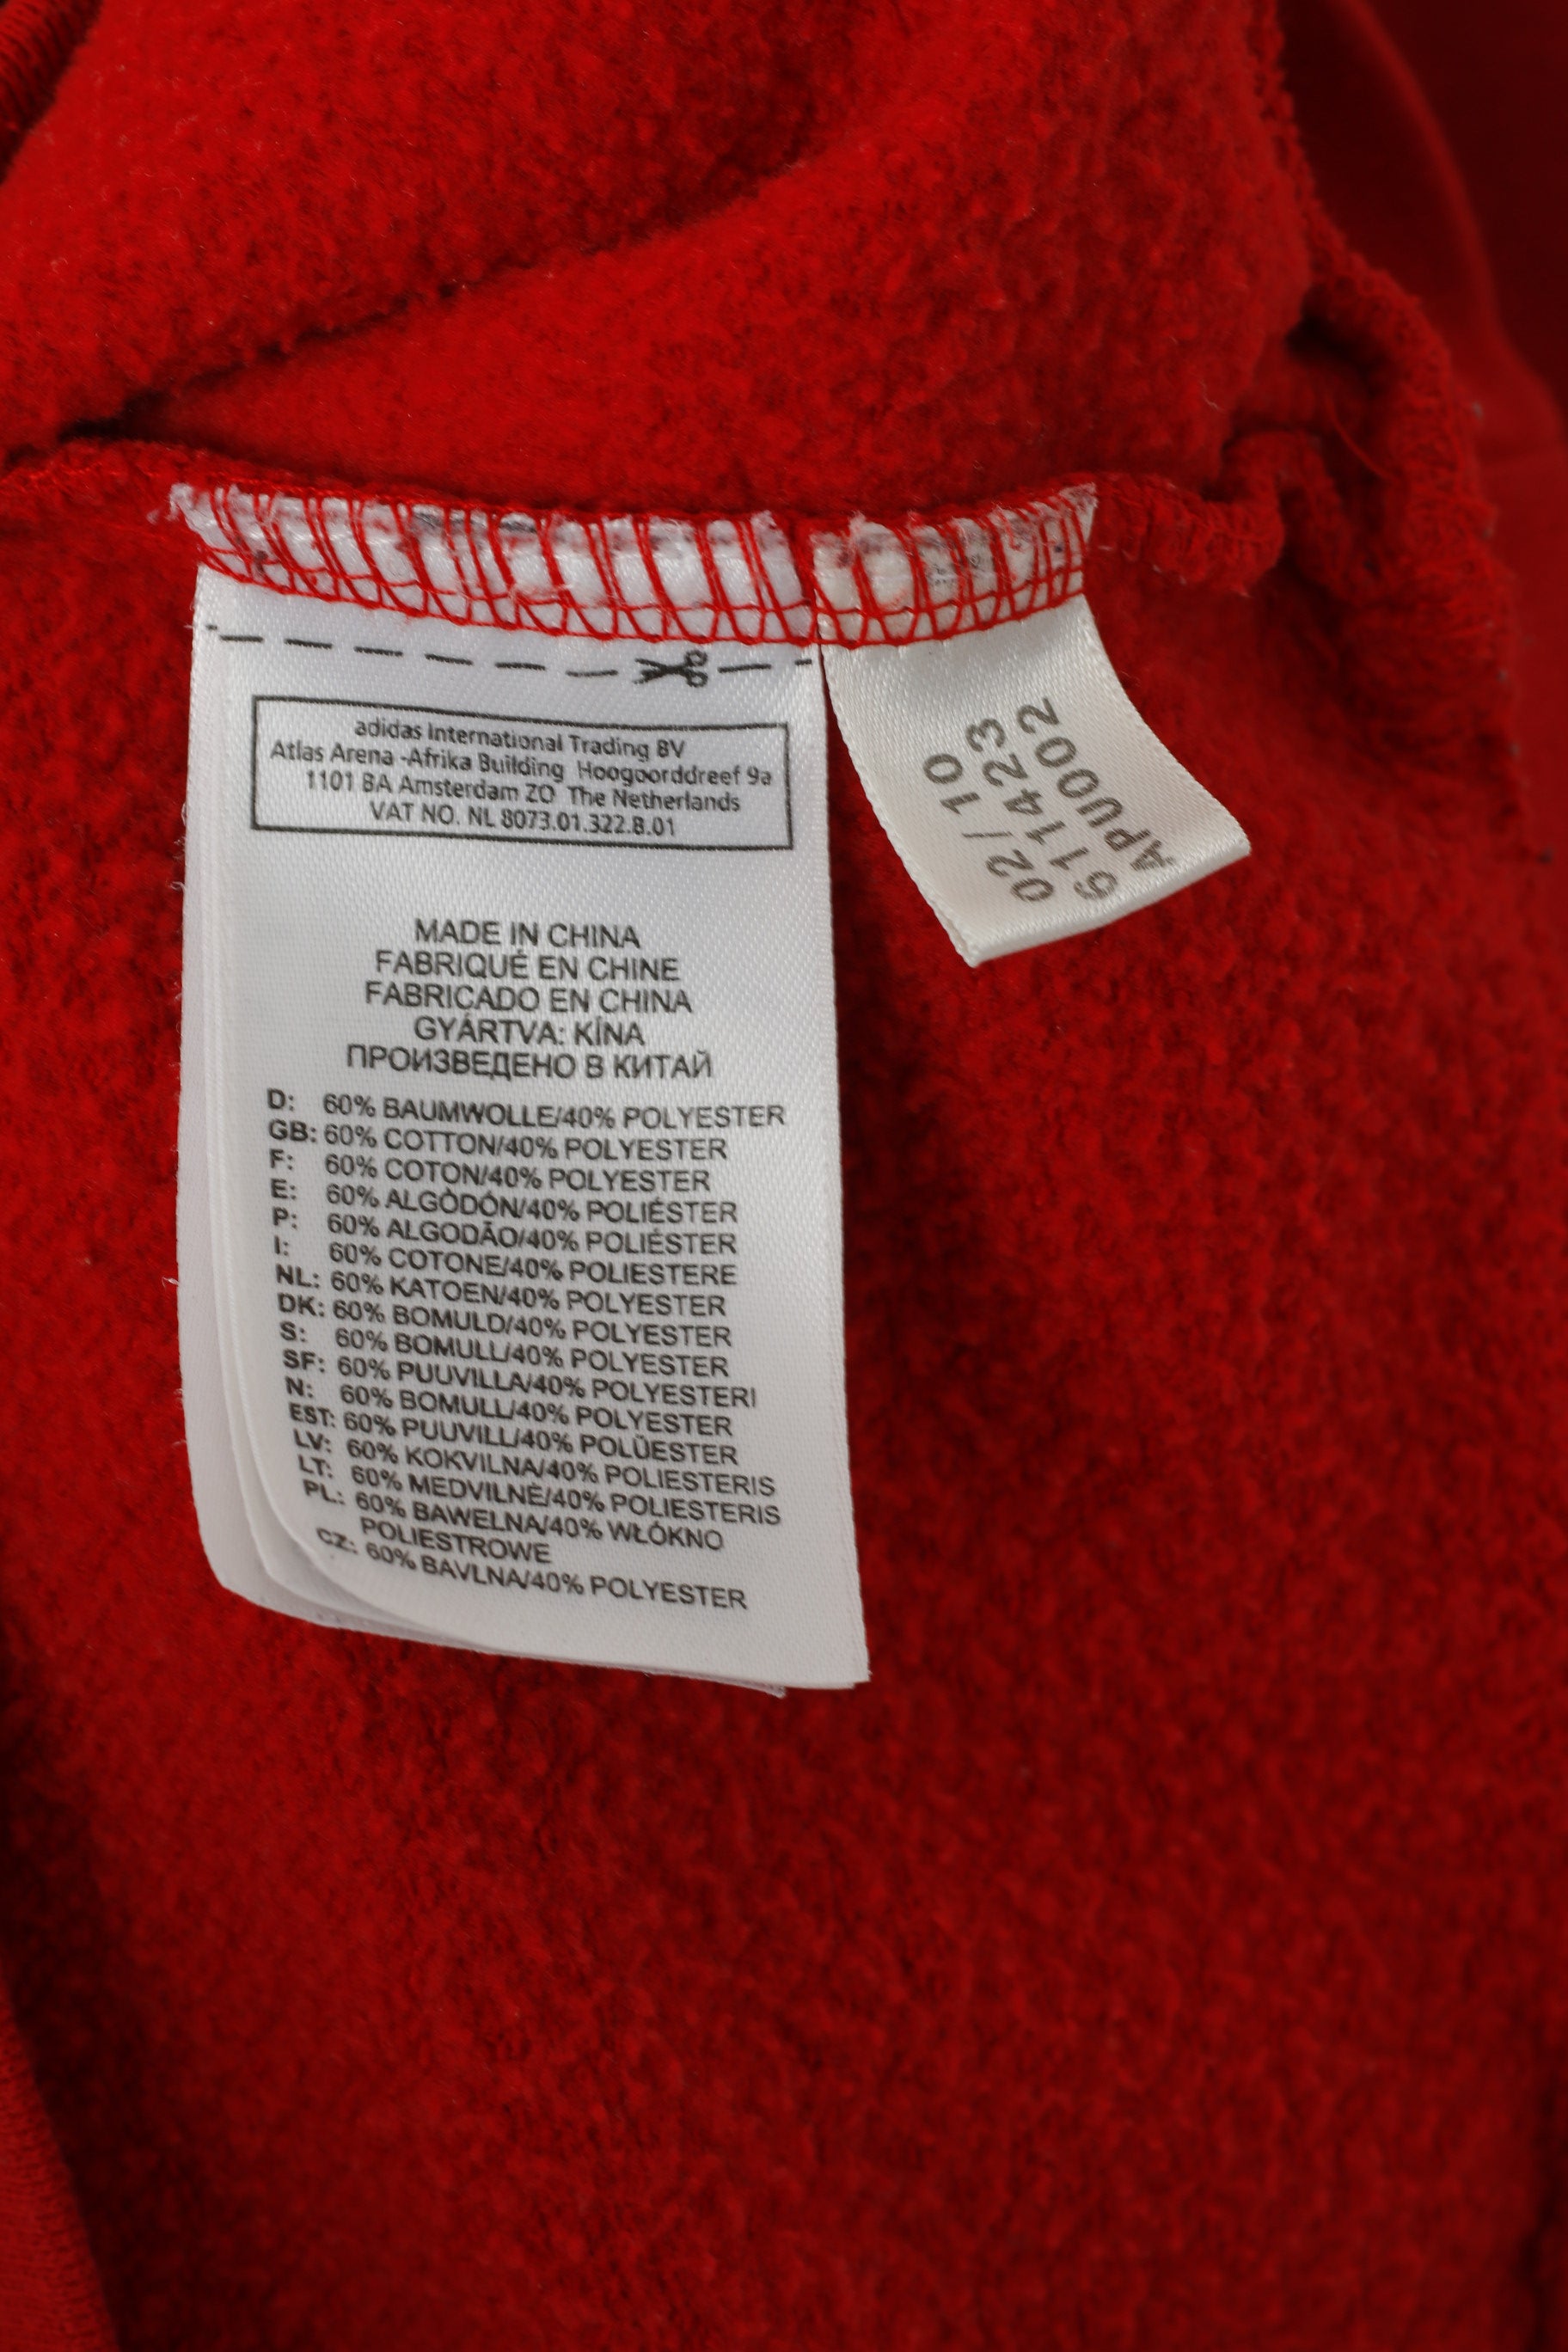 adidas International Trading BV
Atlas Arena -Afrika Building Hoogoorddreef 9a
1101 BA Amsterdam ZO The Netherlands
VAT NO. NL 8073.01.322.B.01
MADE IN CHINA
FABRIQUÉ EN CHINE
FABRICADO EN CHINA
GYÁRTVA: KÍNA
ПРОИЗВЕДЕНО В КИТАЙ
D: 60% BAUMWOLLE/40% POLYESTER
GB: 60% COTTON/40% POLYESTER
F: 60% COTON/40% POLYESTER
E: 60% ALGÒDÓN/40% POLIÉSTER
P: 60% ALGODÃO/40% POLIÉSTER
I: 60% COTONE/40% POLIESTERE
NL: 60% KATOEN/40% POLYESTER
DK: 60% BOMULD/40% POLYESTER
S: 60% BOMULL/40% POLYESTER
SF: 60% PUUVILLA/40% POLYESTERI
N: 60% BOMULL/40% POLYESTER
EST: 60% PUUVILL/40% POLÜESTER
LV: 60% KOKVILNA/40% POLIESTERIS
LT: 60% MEDVILNĖ/40% POLIESTERIS
PL: 60% BAWEŁNA/40% WŁÓKNO
POLIESTROWE
CZ: 60% BAVLNA/40% POLYESTER
02/10
611423
APU002